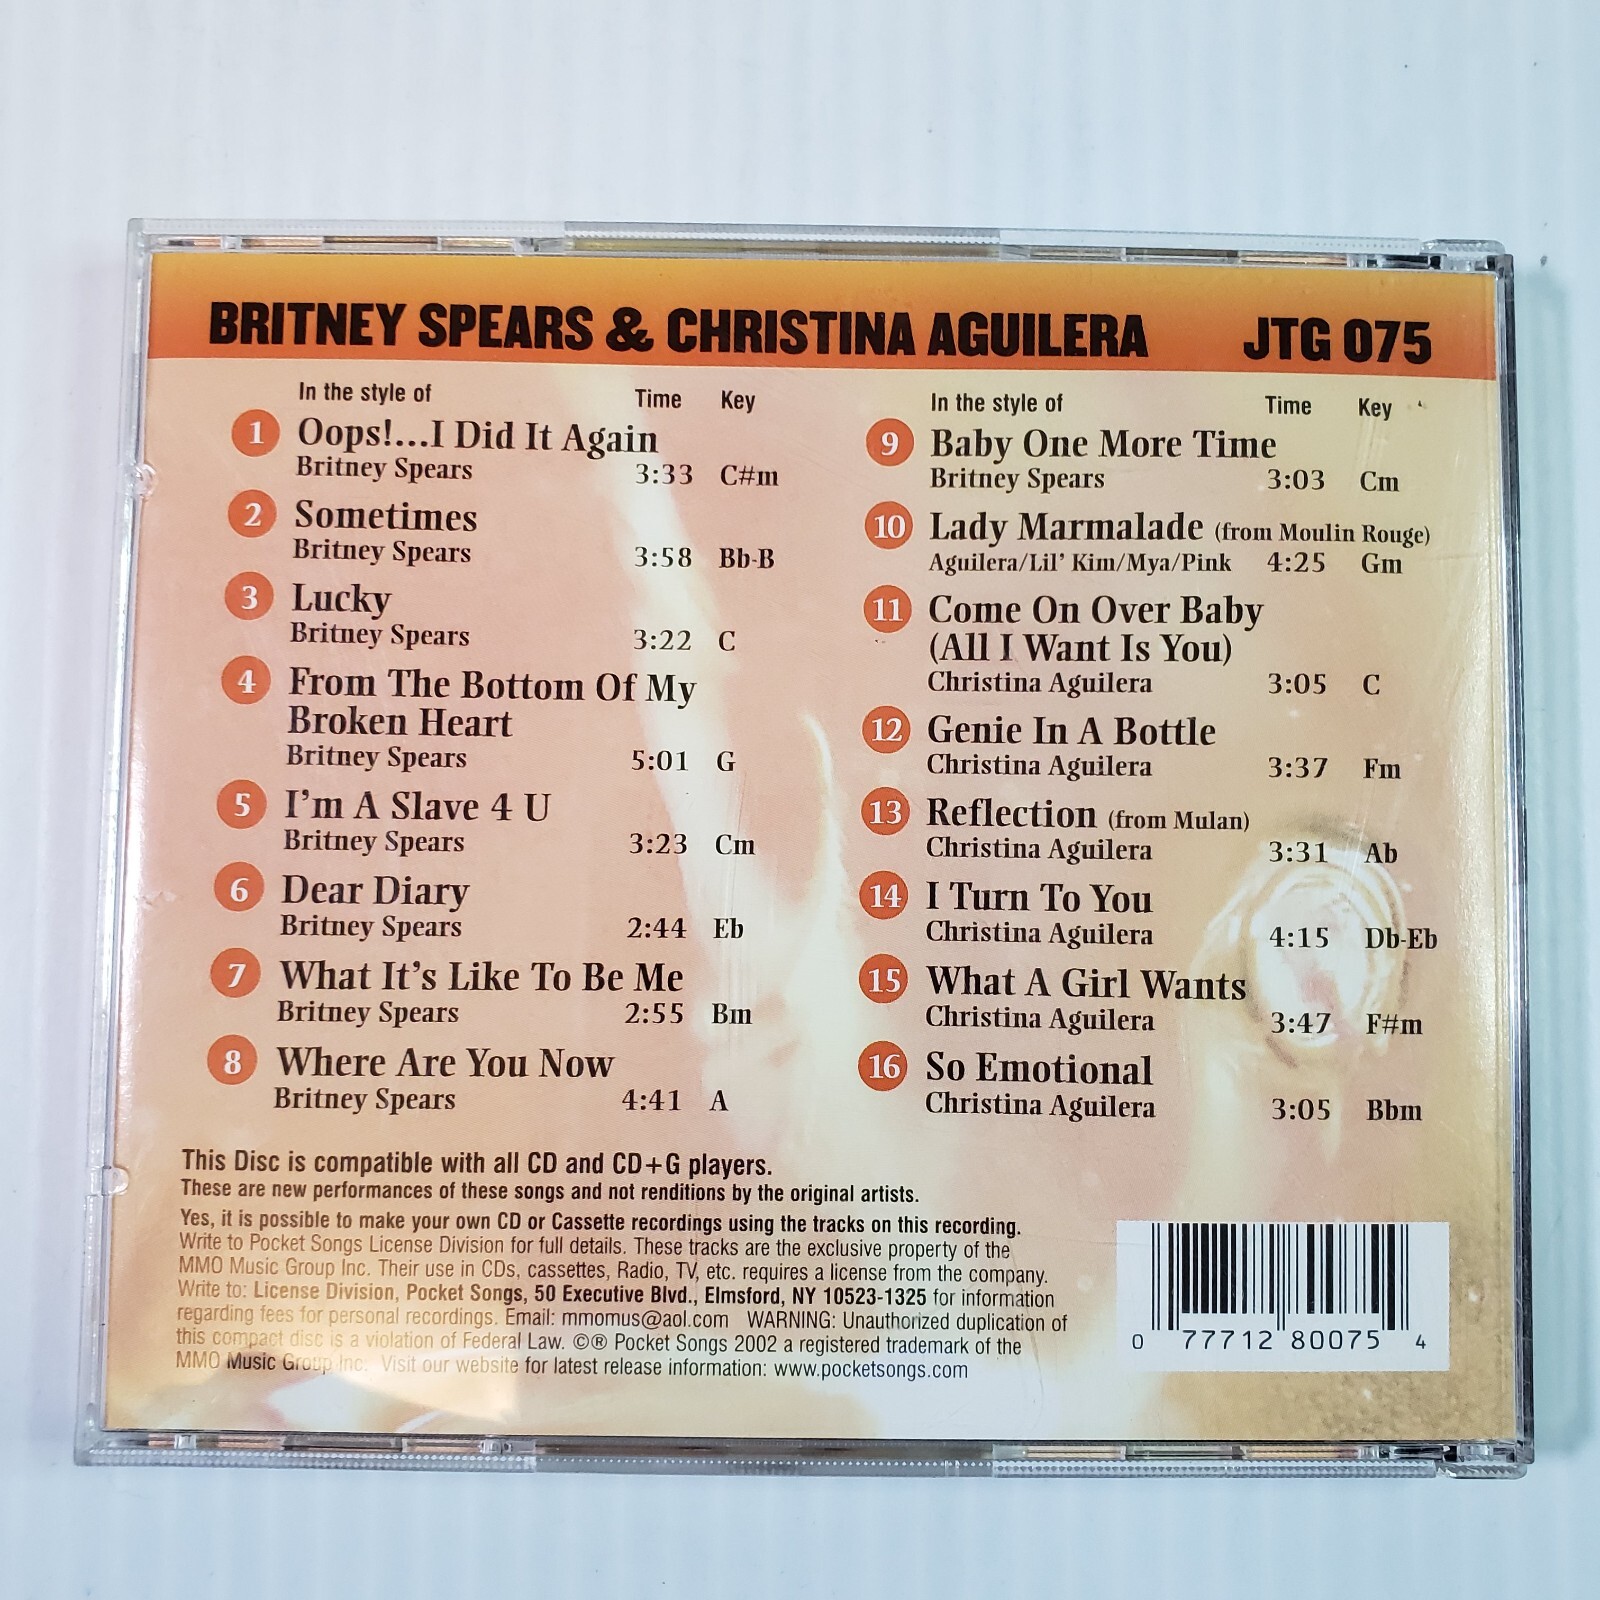 BRITNEY SPEARS & CHRISTINA AGUILERA JTG 075
In the style of Time Key
1 Oops!...I Did It Again
Britney Spears 3:33 C#m
2 Sometimes
Britney Spears 3:58 Bb-B
3 Lucky
Britney Spears 3:22 C
4 From The Bottom Of My
Broken Heart
Britney Spears 5:01 G
5 I'm A Slave 4 U
Britney Spears 3:23 Cm
6 Dear Diary
Britney Spears 2:44 Eb
7 What It's Like To Be Me
Britney Spears 2:55 Bm
8 Where Are You Now
Britney Spears 4:41 A
In the style of Time Key
9 Baby One More Time
Britney Spears 3:03 Cm
10 Lady Marmalade (from Moulin Rouge)
Aguilera/Lil' Kim/Mya/Pink 4:25 Gm
11 Come On Over Baby
(All I Want Is You)
Christina Aguilera 3:05 C
12 Genie In A Bottle
Christina Aguilera 3:37 Fm
13 Reflection (from Mulan)
Christina Aguilera 3:31 Ab
14 I Turn To You
Christina Aguilera 4:15 Db-Eb
15 What A Girl Wants
Christina Aguilera 3:47 F#m
16 So Emotional
Christina Aguilera 3:05 Bbm
This Disc is compatible with all CD and CD+G players.
These are new performances of these songs and not renditions by the original artists.
Yes, it is possible to make your own CD or Cassette recordings using the tracks on this recording.
Write to Pocket Songs License Division for full details. These tracks are the exclusive property of the
MMO Music Group Inc. Their use in CDs, cassettes, Radio, TV, etc. requires a license from the company.
Write to: License Division, Pocket Songs, 50 Executive Blvd., Elmsford, NY 10523-1325 for information
regarding fees for personal recordings. Email: mmomus@aol.com WARNING: Unauthorized duplication of
this compact disc is a violation of Federal Law. ©® Pocket Songs 2002 a registered trademark of the
MMO Music Group Inc. Visit our website for latest release information: www.pocketsongs.com
0 77712 80075 4